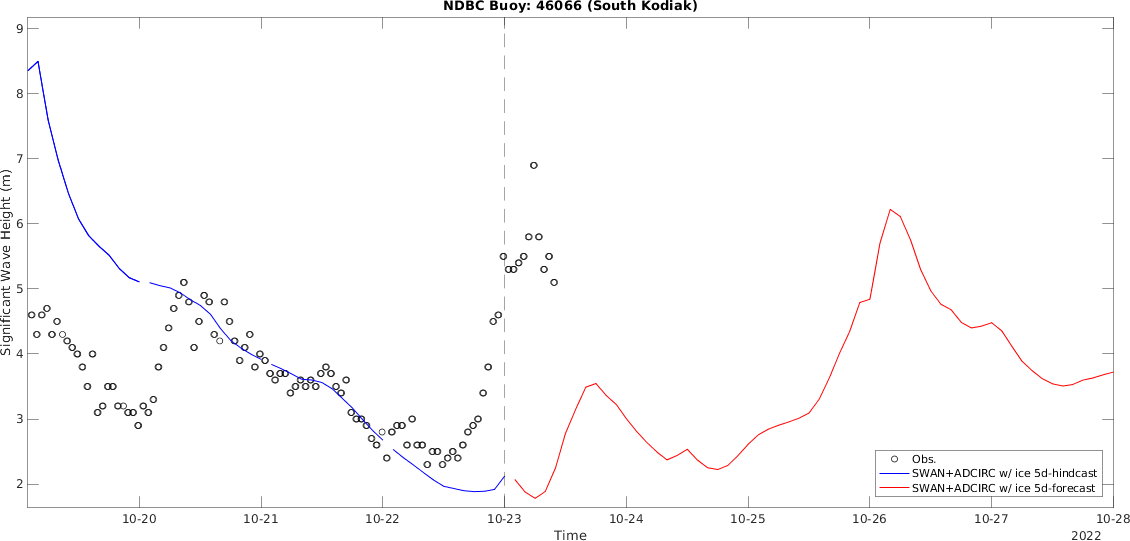 NDBC Buoy: 46066 (South Kodiak)
Significant Wave Height (m)
9
8
7
6
5
4
3
2
Obs.
SWAN+ADCIRC w/ ice 5d-hindcast
SWAN+ADCIRC w/ ice 5d-forecast
10-20 10-21 10-22 10-23 10-24 10-25 10-26 10-27 10-28
Time
2022